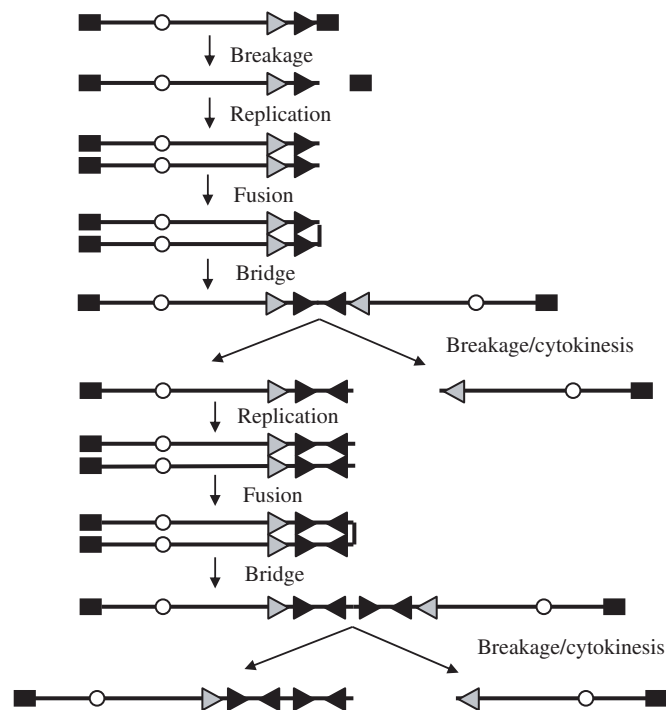 Breakage
Replication
Fusion
Bridge
Breakage/cytokinesis
Replication
Fusion
Bridge
Breakage/cytokinesis